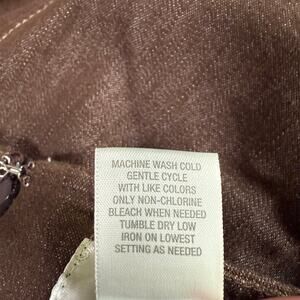 MACHINE WASH COLD
GENTLE CYCLE
WITH LIKE COLORS
ONLY NON-CHLORINE
BLEACH WHEN NEEDED
TUMBLE DRY LOW
IRON ON LOWEST
SETTING AS NEEDED